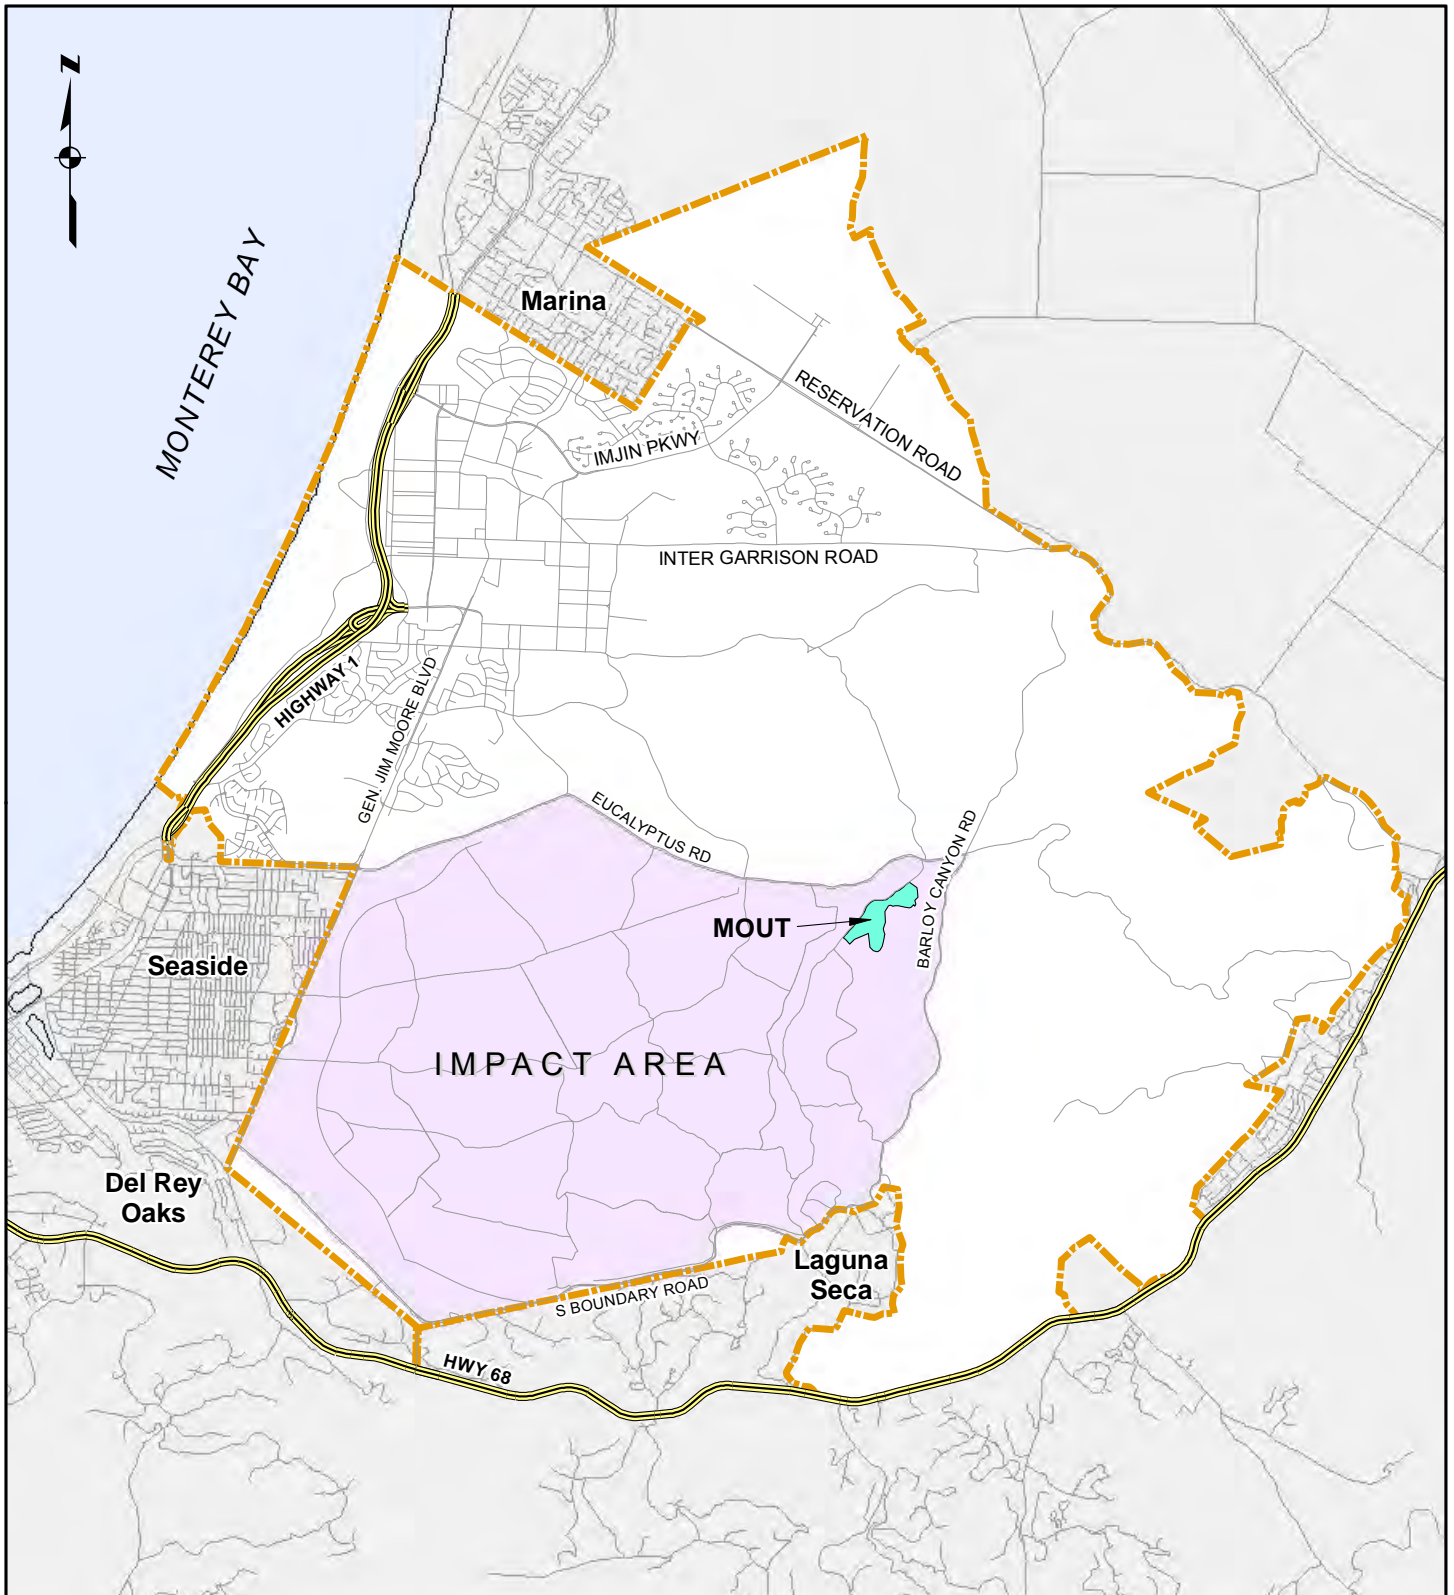 N
MONTEREY BAY
Marina
RESERVATION ROAD
IMJIN PKWY
INTER GARRISON ROAD
HIGHWAY 1
GEN. JIM MOORE BLVD
EUCALYPTUS RD
BARLOY CANYON RD
MOUT
Seaside
IMPACT AREA
Del Rey
Oaks
Laguna
Seca
S BOUNDARY ROAD
HWY 68